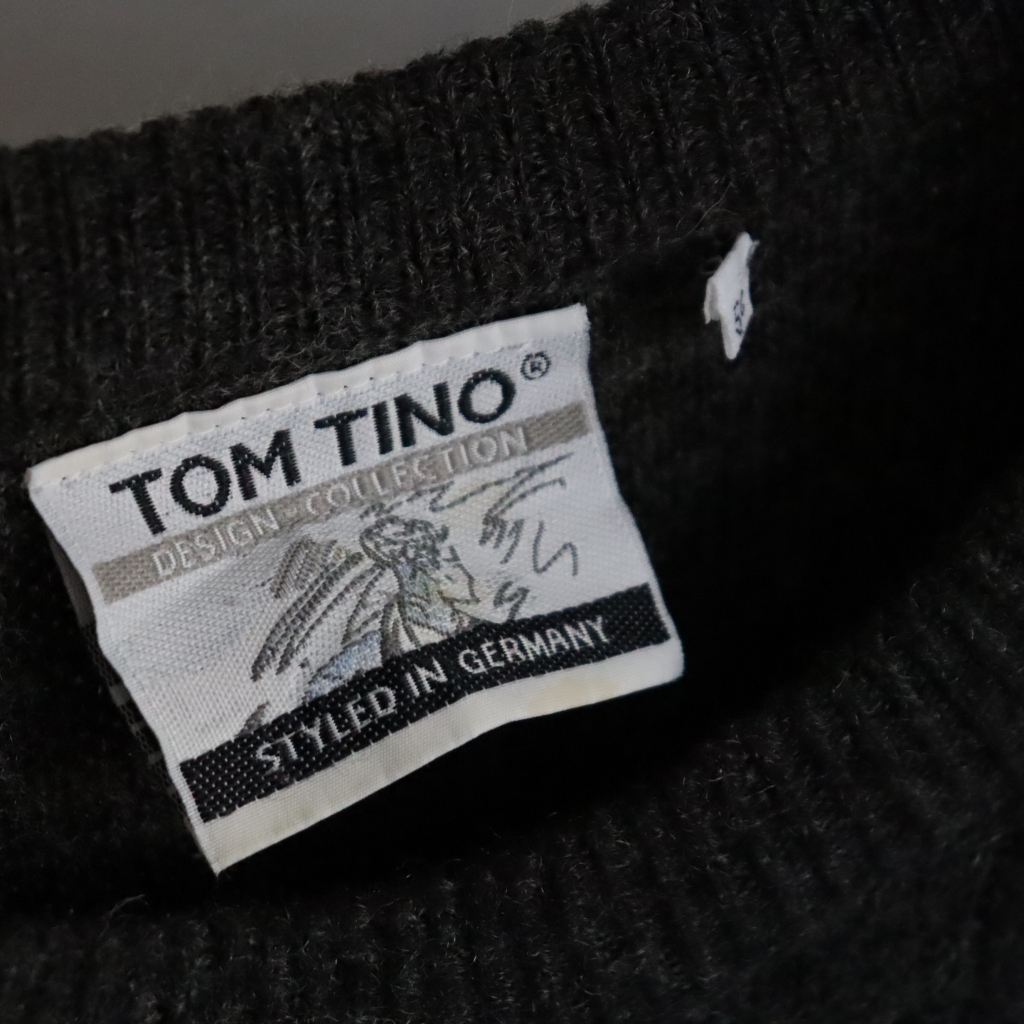 TOM TINO®
DESIGN-COLLECTION
STYLED IN GERMANY